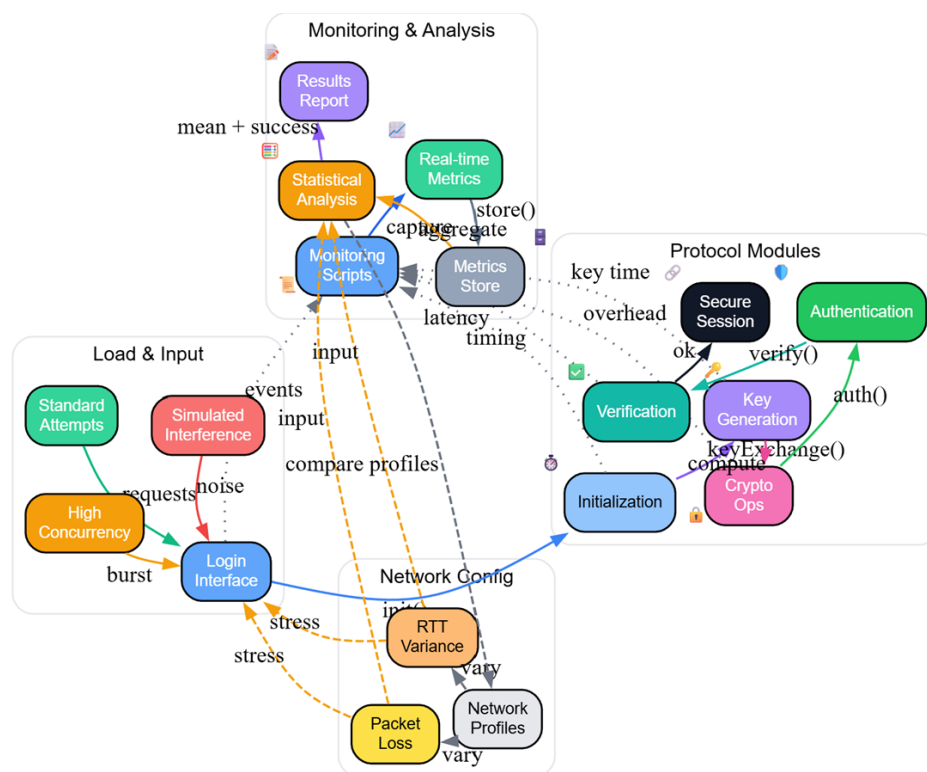 Monitoring & Analysis
Results
Report
mean + success
Real-time
Metrics
Statistical
Analysis
store()
capture
aggregate
Monitoring
Scripts
Metrics
Store
latency
timing
input
Protocol Modules
key time
overhead
Secure
Session
Authentication
ok
verify()
auth()
Verification
Key
Generation
keyExchange()
compute
Initialization
Crypto
Ops
Load & Input
events
input
Standard
Attempts
Simulated
Interference
compare profiles
requests
noise
High
Concurrency
burst
Login
Interface
Network Config
init()
stress
RTT
Variance
stress
vary
Network
Profiles
Packet
Loss
vary